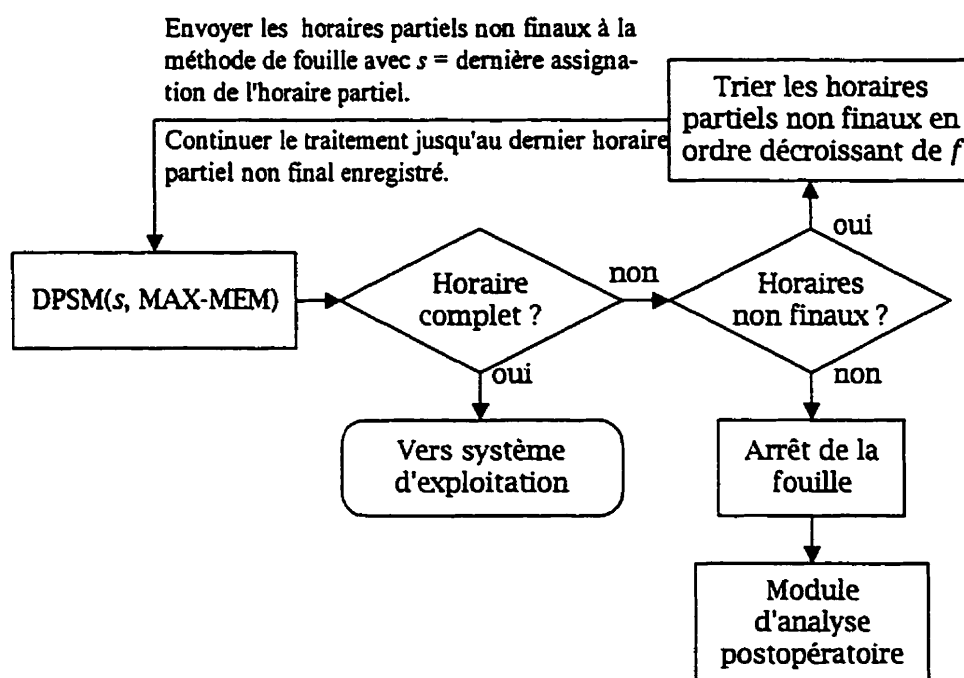 Envoyer les horaires partiels non finaux à la
méthode de fouille avec s = dernière assigna-
tion de l'horaire partiel.
Continuer le traitement jusqu'au dernier horaire
partiel non final enregistré.
Trier les horaires
partiels non finaux en
ordre décroissant de f
oui
DPSM(s, MAX-MEM)
Horaire
complet ?
non
Horaires
non finaux ?
oui
non
Vers système
d'exploitation
Arrêt de la
fouille
Module
d'analyse
postopératoire